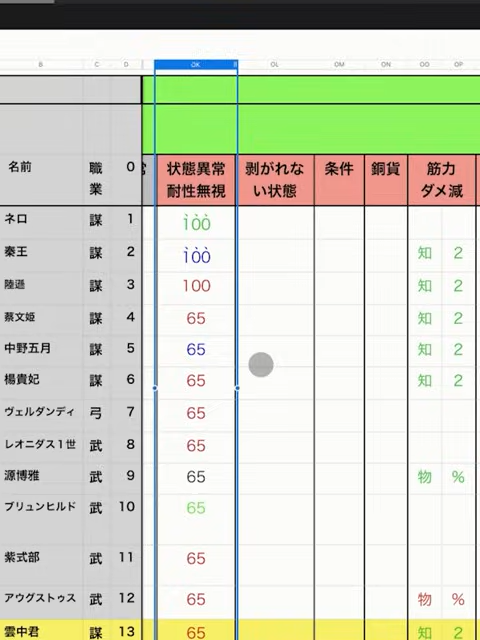 B C D OK OL OM ON OO OP
名前 職業 0 状態異常耐性無視 剥がれない状態 条件 銅貨 筋力ダメ減
ネロ 謀 1 100
秦王 謀 2 100 知 2
陸遜 謀 3 100 知 2
蔡文姫 謀 4 65 知 2
中野五月 謀 5 65 知 2
楊貴妃 謀 6 65 知 2
ヴェルダンディ 弓 7 65
レオニダス1世 武 8 65
源博雅 武 9 65 物 %
ブリュンヒルド 武 10 65
紫式部 武 11 65
アウグストゥス 武 12 65 物 %
雲中君 謀 13 65 知 2